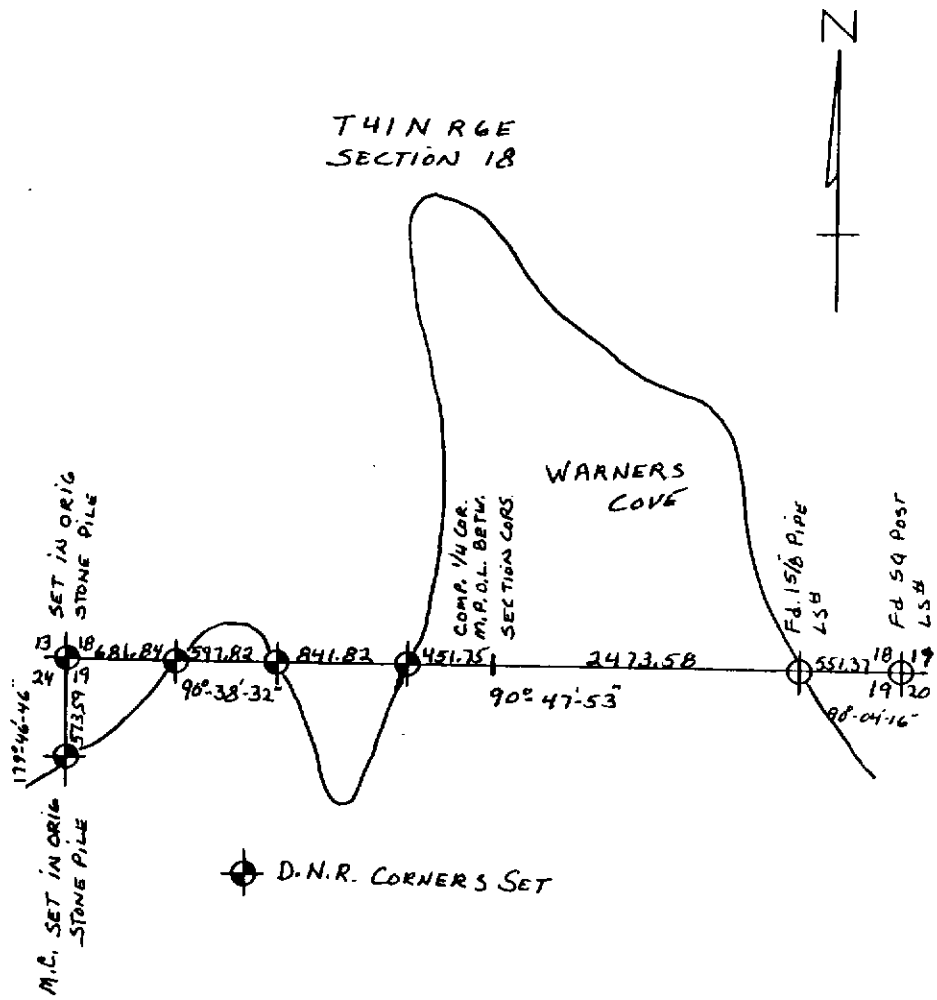 N
T41N R6E
SECTION 18
WARNERS
COVE
SET IN ORIG
STONE PILE
COMP. 1/4 COR.
M.P.O.L. BETW.
SECTION CORS.
Fd. 1 5/8" PIPE
LS#
Fd SQ POST
LS#
13 18
24 19
681.84
597.82
841.82
451.75
2473.58
551.37
18 17
19 20
90°-38'-32"
90° 47'-53"
90°-04'-16"
179°-46'-46"
573.59
M.C. SET IN ORIG
STONE PILE
D.N.R. CORNERS SET